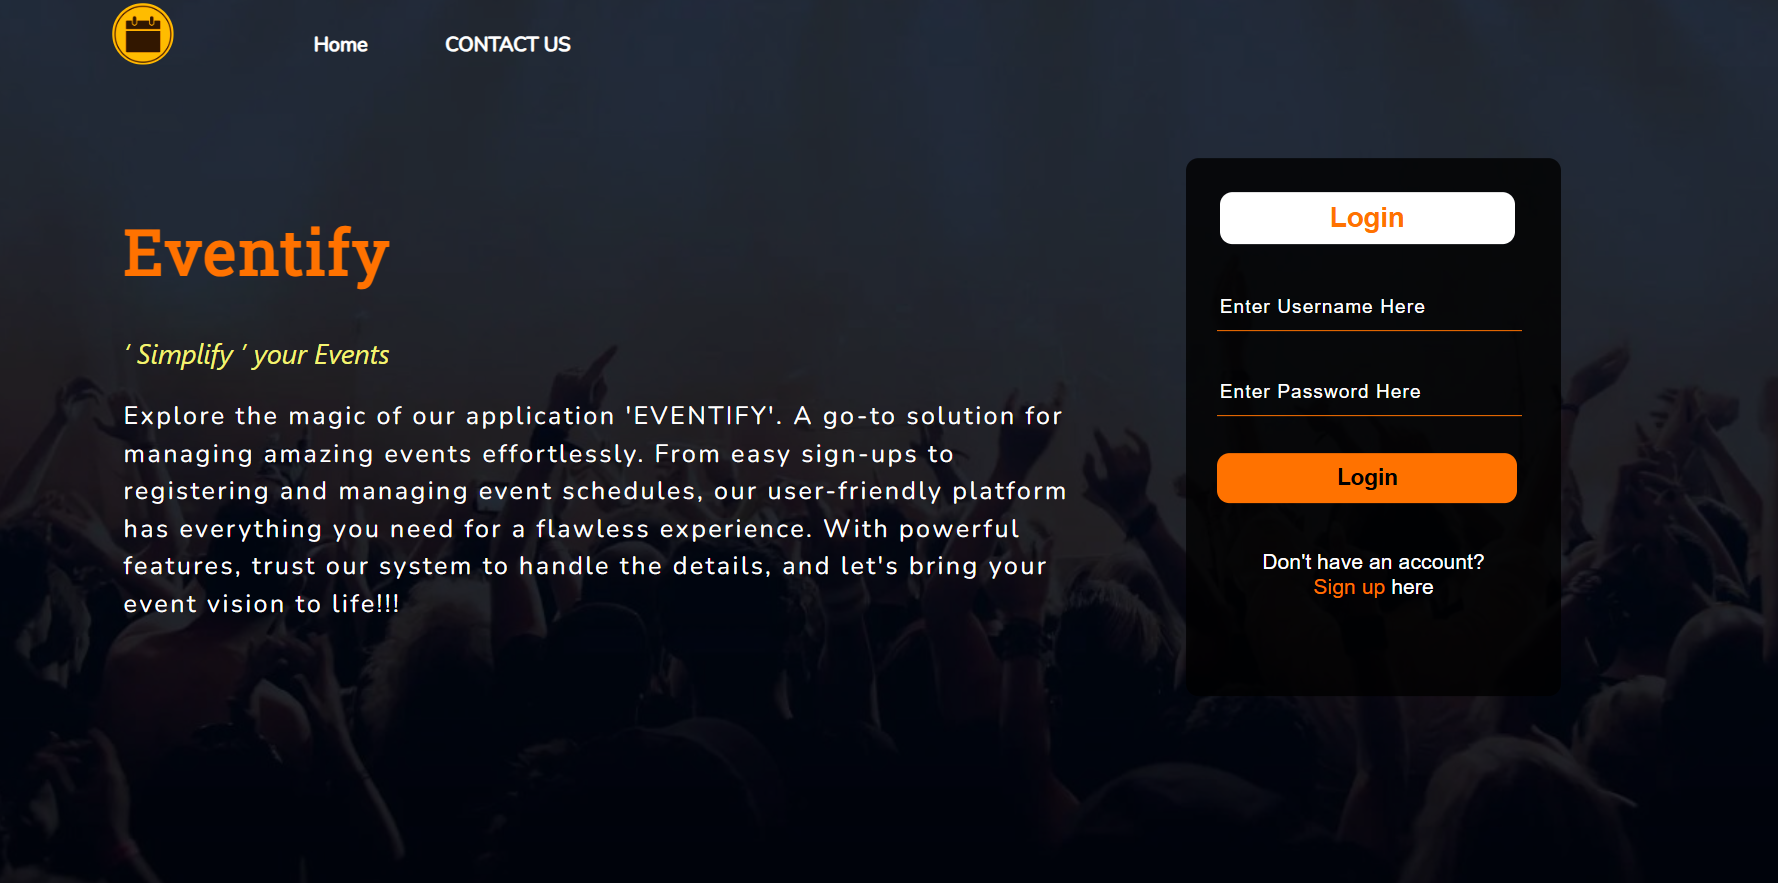 Home
CONTACT US
Eventify
‘ Simplify ’ your Events
Explore the magic of our application 'EVENTIFY'. A go-to solution for
managing amazing events effortlessly. From easy sign-ups to
registering and managing event schedules, our user-friendly platform
has everything you need for a flawless experience. With powerful
features, trust our system to handle the details, and let's bring your
event vision to life!!!
Login
Enter Username Here
Enter Password Here
Login
Don't have an account?
Sign up here